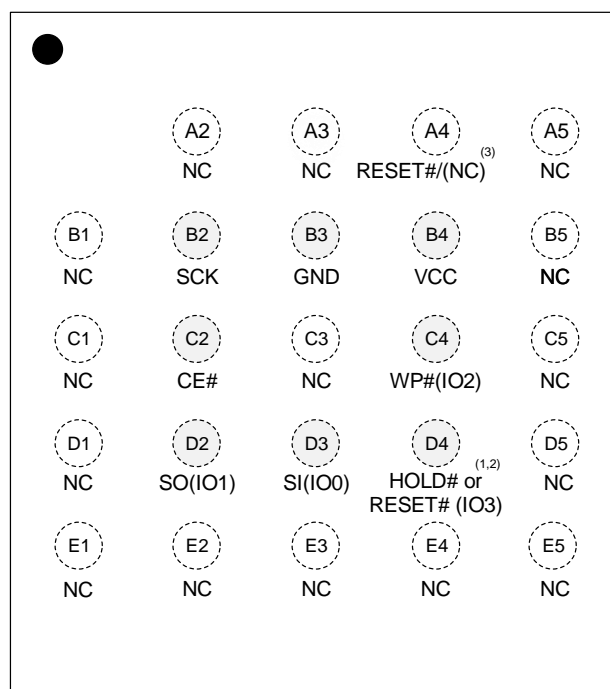 A2 A3 A4 A5
(3)
NC NC RESET#/(NC) NC
B1 B2 B3 B4 B5
NC SCK GND VCC NC
C1 C2 C3 C4 C5
NC CE# NC WP#(IO2) NC
D1 D2 D3 D4 D5
(1,2)
NC SO(IO1) SI(IO0) HOLD# or NC
RESET# (IO3)
E1 E2 E3 E4 E5
NC NC NC NC NC